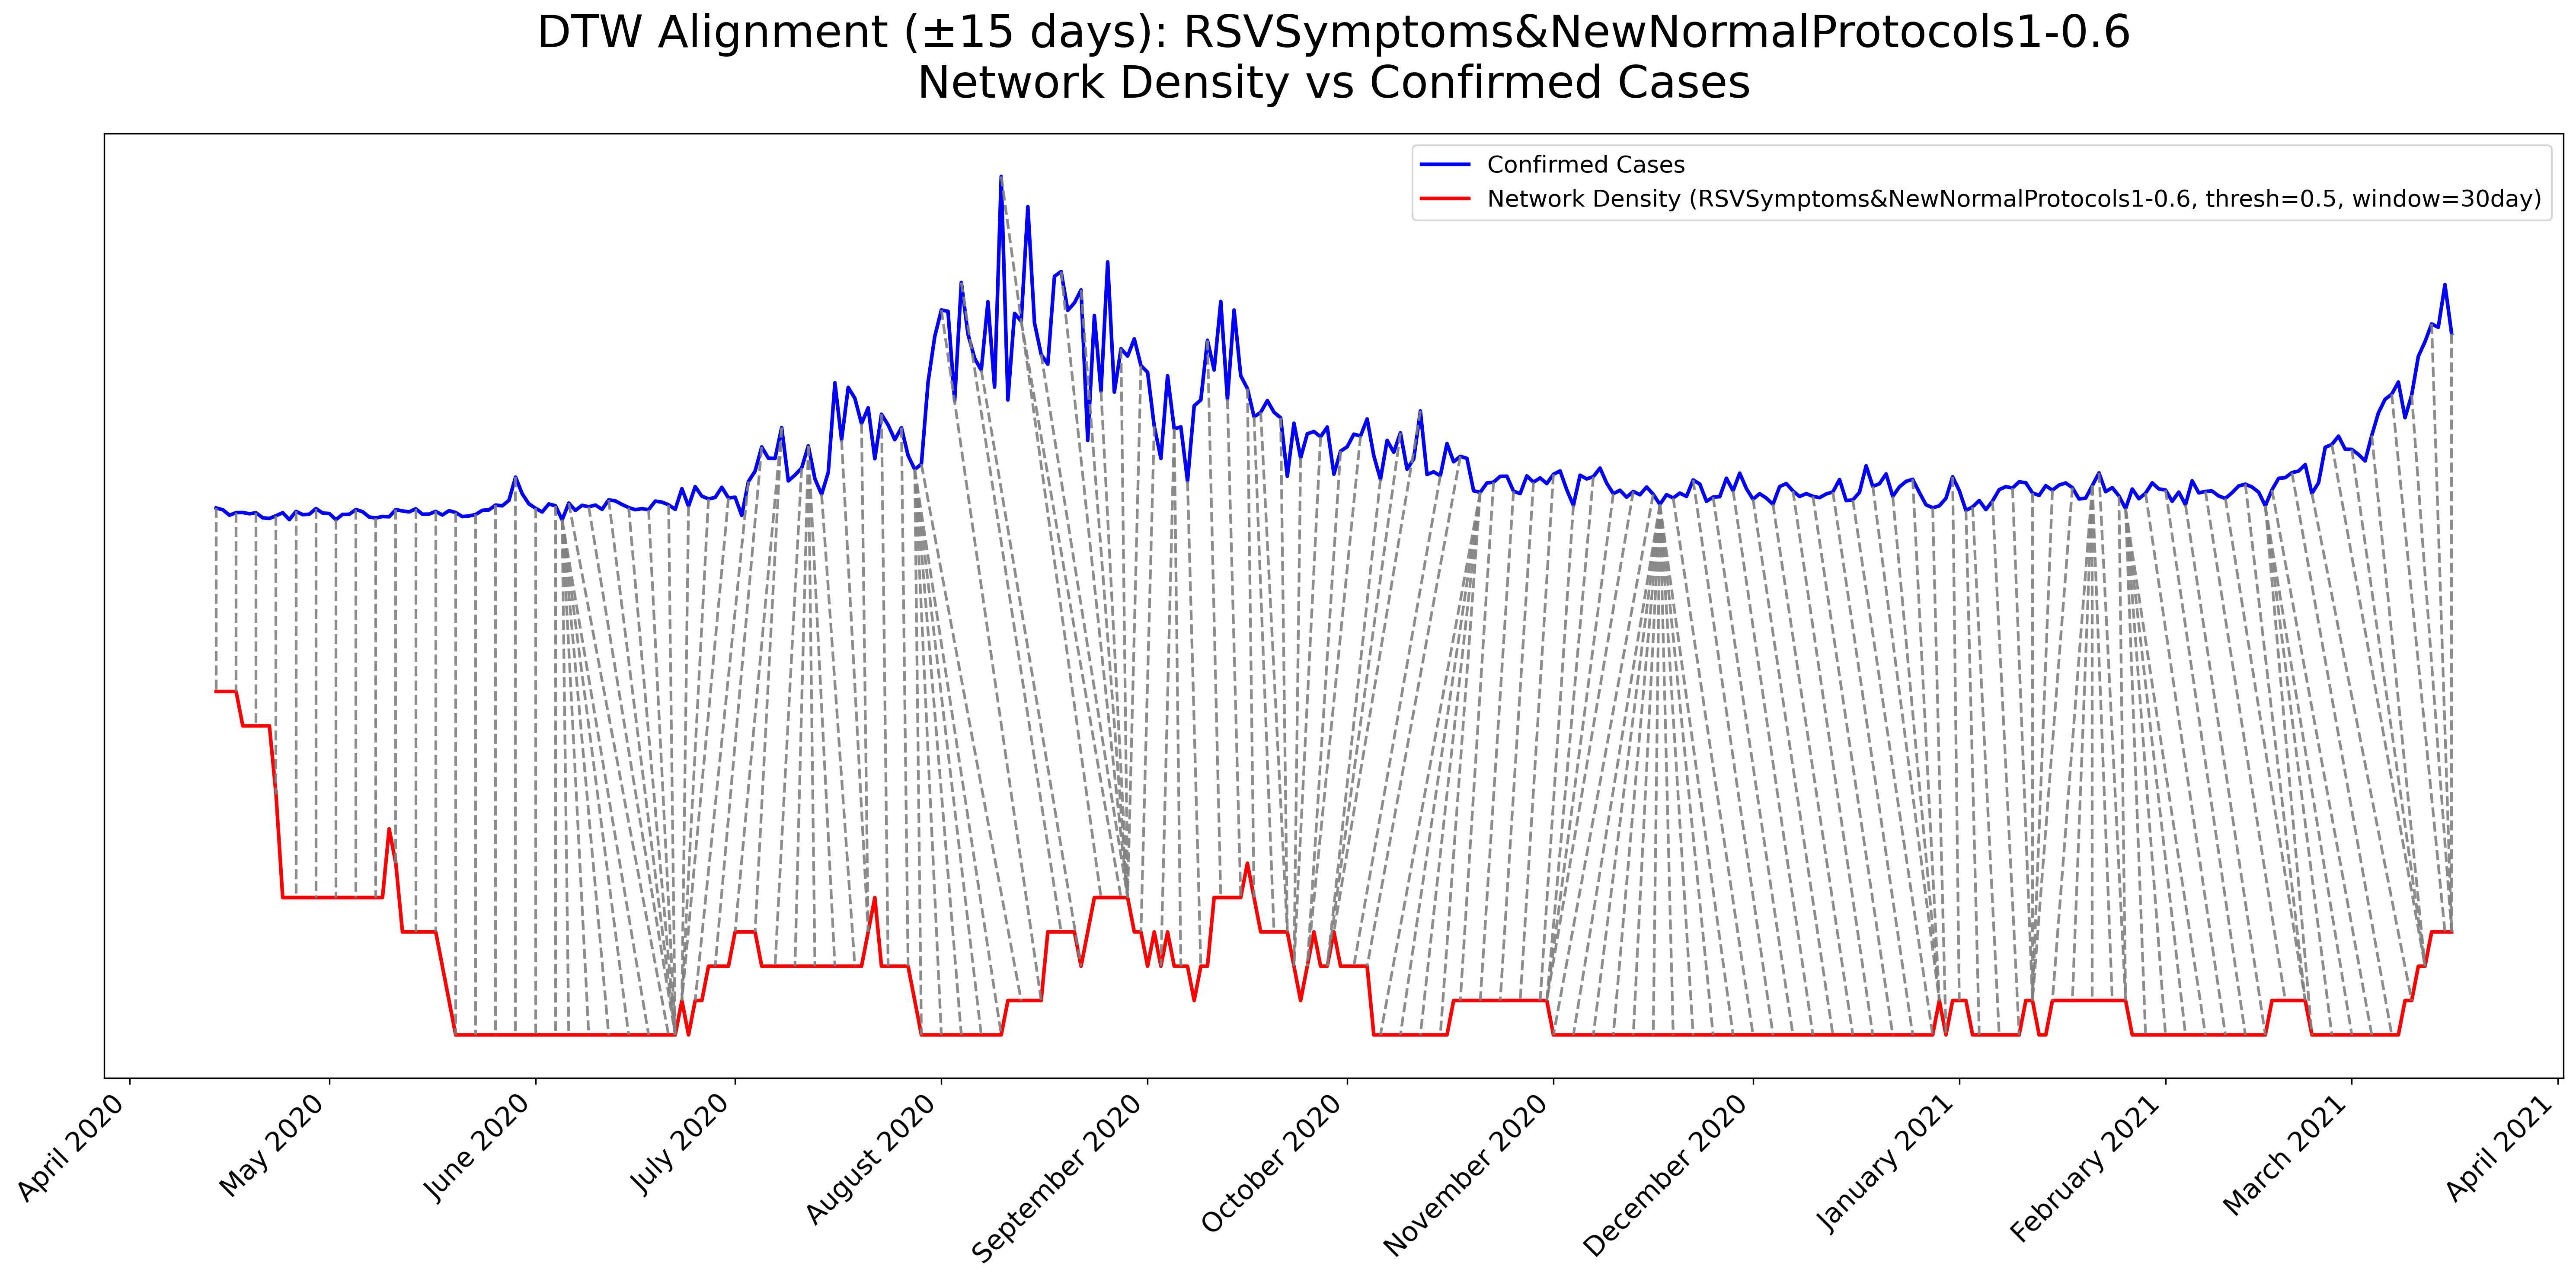 DTW Alignment (±15 days): RSVSymptoms&NewNormalProtocols1-0.6
Network Density vs Confirmed Cases
Confirmed Cases
Network Density (RSVSymptoms&NewNormalProtocols1-0.6, thresh=0.5, window=30day)
April 2020
May 2020
June 2020
July 2020
August 2020
September 2020
October 2020
November 2020
December 2020
January 2021
February 2021
March 2021
April 2021